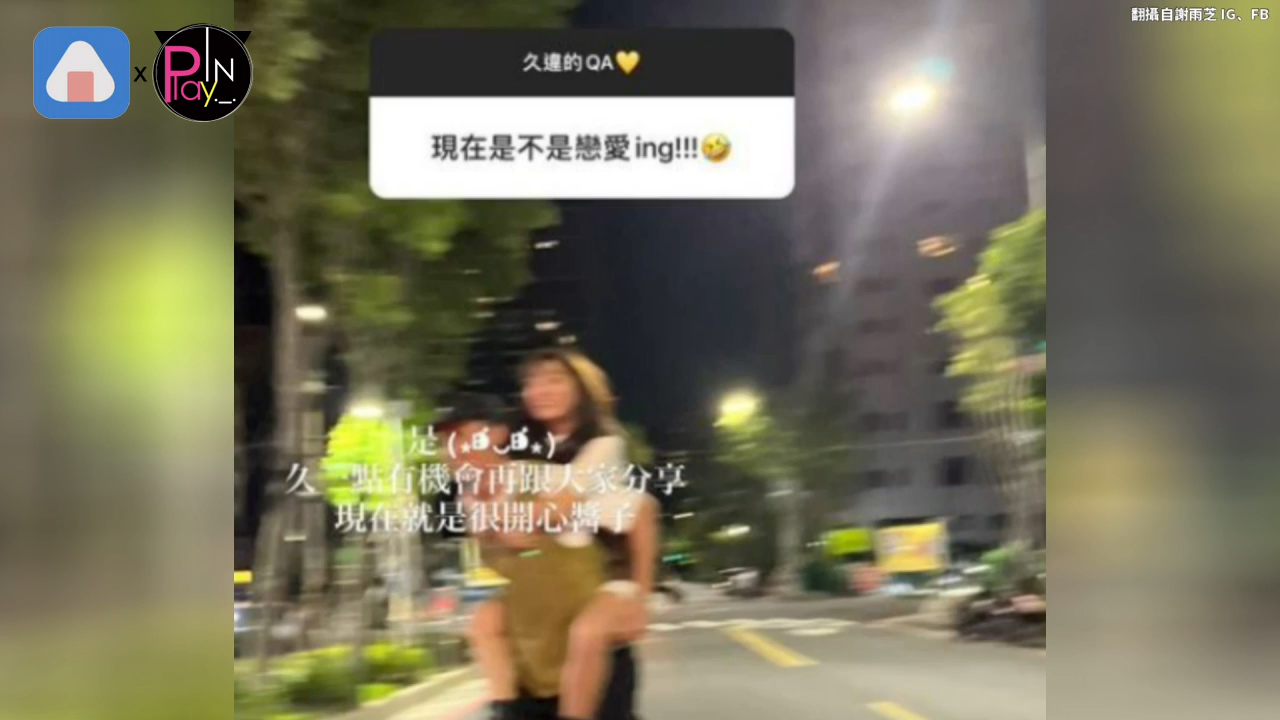 翻攝自謝雨芝 IG、FB
x
PlayIN
久違的QA💛
現在是不是戀愛ing!!!🤣
是
久一點有機會再跟大家分享
現在就是很開心醬子